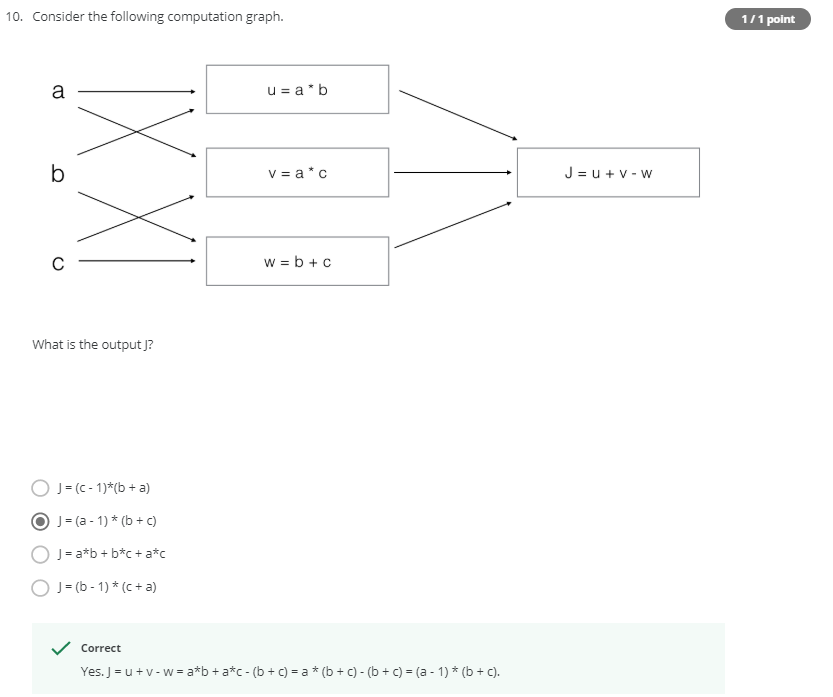 10. Consider the following computation graph.
1 / 1 point
a
u = a * b
b
v = a * c
J = u + v - w
c
w = b + c
What is the output J?
J = (c - 1)*(b + a)
J = (a - 1) * (b + c)
J = a*b + b*c + a*c
J = (b - 1) * (c + a)
Correct
Yes. J = u + v - w = a*b + a*c - (b + c) = a * (b + c) - (b + c) = (a - 1) * (b + c).